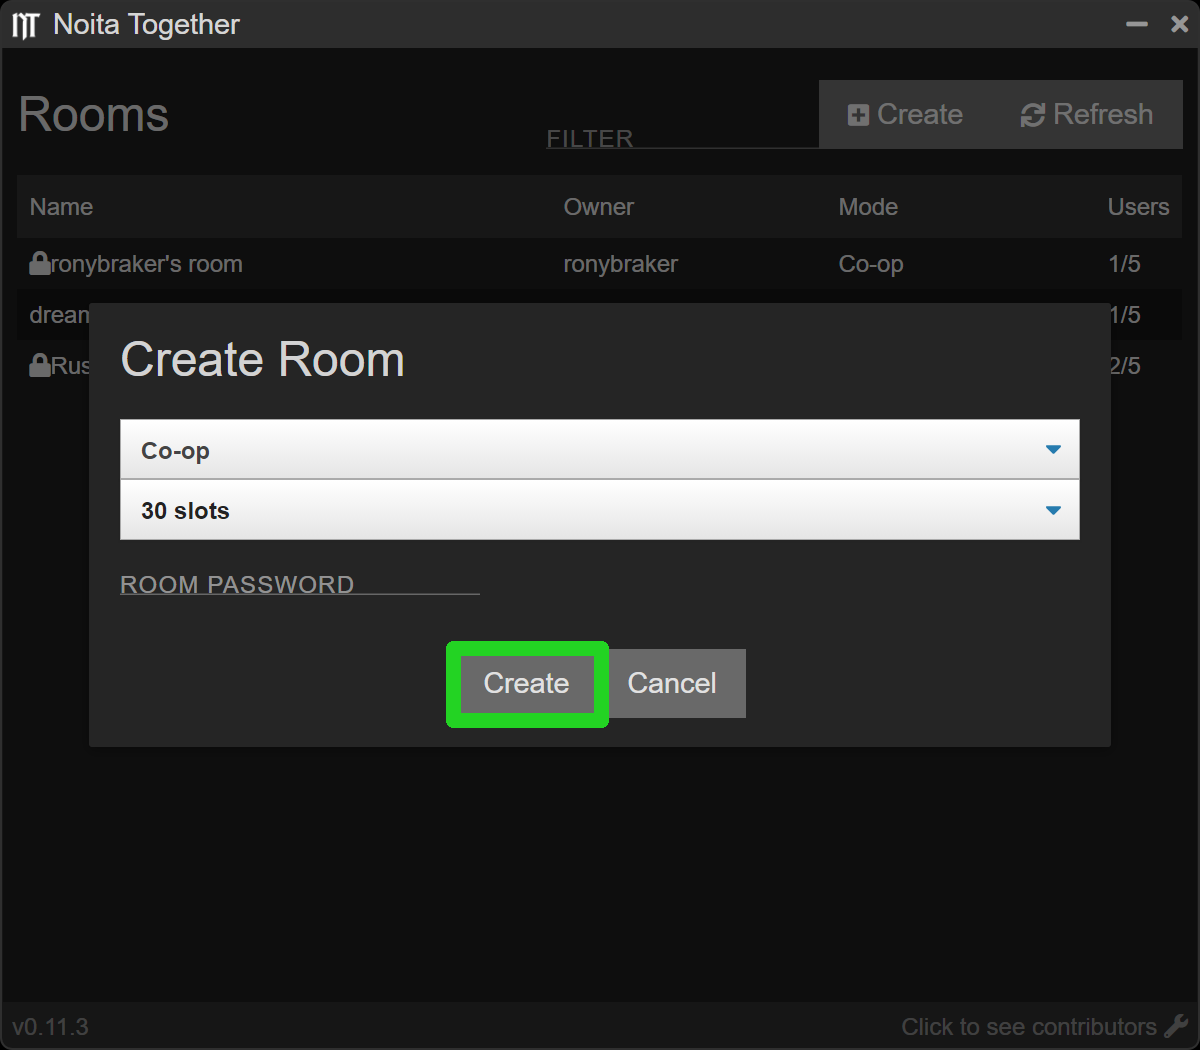 Noita Together
Rooms
FILTER
Create
Refresh
Name Owner Mode Users
ronybraker's room ronybraker Co-op 1/5
1/5
2/5
Create Room
Co-op
30 slots
ROOM PASSWORD
Create Cancel
v0.11.3 Click to see contributors